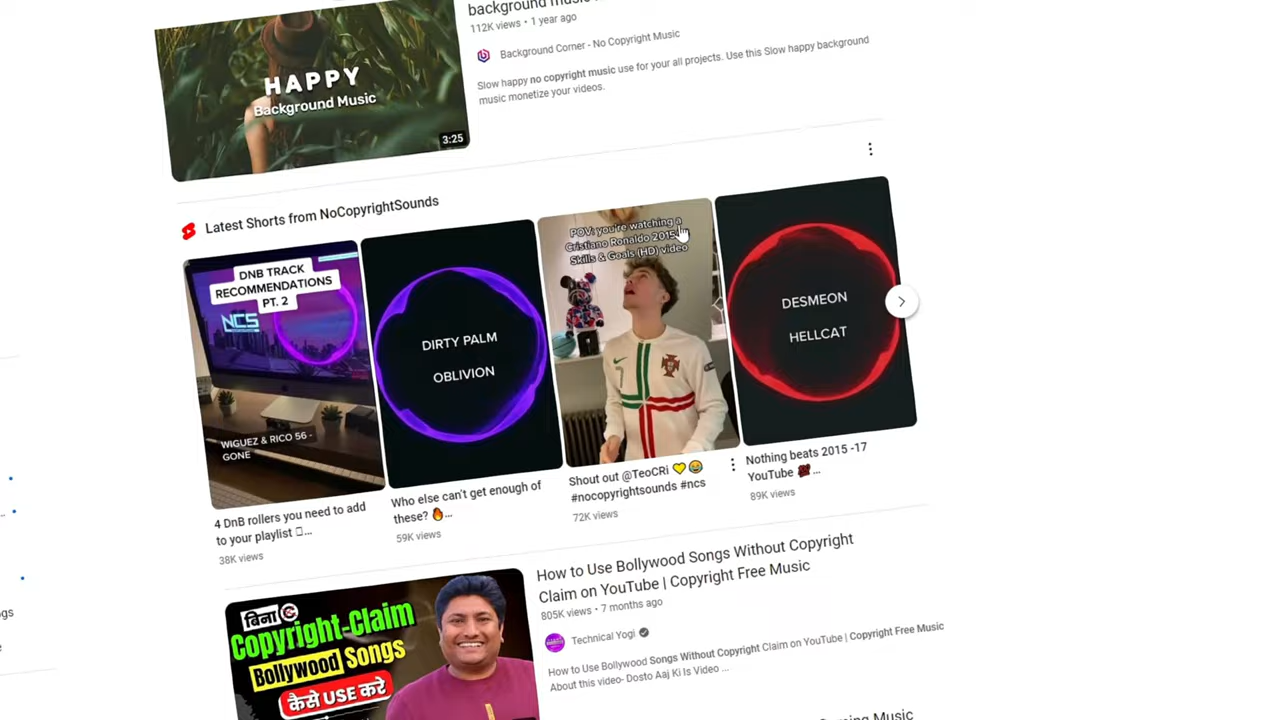 background music
112K views • 1 year ago
Background Corner - No Copyright Music
Slow happy no copyright music use for your all projects. Use this Slow happy background
music monetize your videos.
HAPPY
Background Music
3:25
Latest Shorts from NoCopyrightSounds
DNB TRACK
RECOMMENDATIONS
PT. 2
NCS
WIGUEZ & RICO 56 -
GONE
4 DnB rollers you need to add
to your playlist ...
38K views
DIRTY PALM
OBLIVION
Who else can't get enough of
these? 🔥...
59K views
POV: you're watching a
Cristiano Ronaldo 2015
Skills & Goals (HD) video
7
Shout out @TeoCRi 💛😂
#nocopyrightsounds #ncs
72K views
DESMEON
HELLCAT
Nothing beats 2015 -17
YouTube 💯...
89K views
How to Use Bollywood Songs Without Copyright
Claim on YouTube | Copyright Free Music
805K views • 7 months ago
Technical Yogi
How to Use Bollywood Songs Without Copyright Claim on YouTube | Copyright Free Music
About this video- Dosto Aaj Ki Is Video ...
बिना ©
Copyright-Claim
Bollywood Songs
कैसे USE करे
Music